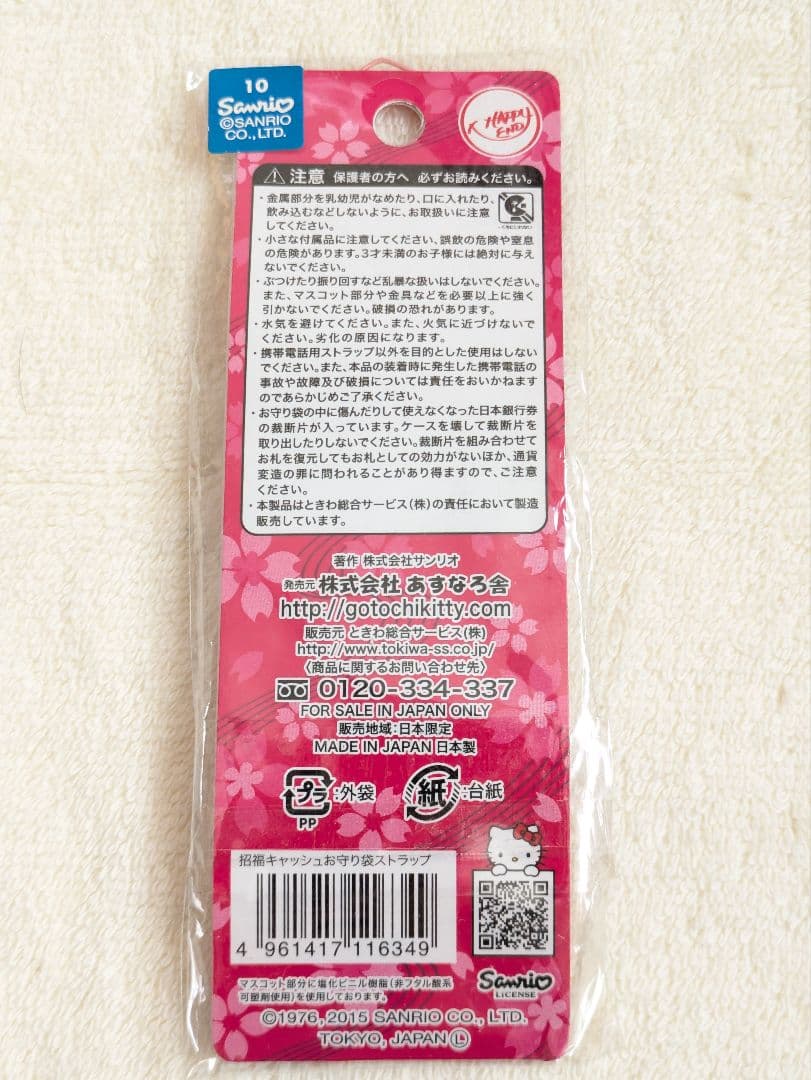 10
Sanrio
©SANRIO
CO., LTD.
K HAPPY
END
注意 保護者の方へ 必ずお読みください。
・金属部分を乳幼児がなめたり、口に入れたり、
飲み込むなどしないように、お取扱いに注意
してください。
・小さな付属品に注意してください、誤飲の危険や窒息
の危険があります。3才未満のお子様には絶対に与え
ないでください。
・ぶつけたり振り回すなど乱暴な扱いはしないでください。
また、マスコット部分や金具などを必要以上に強く
引かないでください。破損の恐れがあります。
・水気を避けてください。また、火気に近づけないで
ください。劣化の原因になります。
・携帯電話用ストラップ以外を目的とした使用はしない
でください。また、本品の装着時に発生した携帯電話の
事故や故障及び破損については責任をおいかねます
のであらかじめご了承ください。
・お守り袋の中に傷んだりして使えなくなった日本銀行券
の裁断片が入っています。ケースを壊して裁断片を
取り出したりしないでください。裁断片を組み合わせて
お札を復元してもお札としての効力がないほか、通貨
変造の罪に問われることがあり得ますので、ご注意
ください。
・本製品はときわ総合サービス(株)の責任において製造
販売しています。
著作 株式会社サンリオ
発売元 株式会社 あすなろ舎
http://gotochikitty.com
販売元 ときわ総合サービス(株)
http://www.tokiwa-ss.co.jp/
〈商品に関するお問い合わせ先〉
0120-334-337
FOR SALE IN JAPAN ONLY
販売地域:日本限定
MADE IN JAPAN 日本製
プラ :外袋 紙 :台紙
PP
招福キャッシュお守り袋ストラップ
4 961417 116349
マスコット部分に塩化ビニル樹脂(非フタル酸系
可塑剤使用)を使用しております。
Sanrio
LICENSE
©1976, 2015 SANRIO CO., LTD.
TOKYO, JAPAN Ⓛ